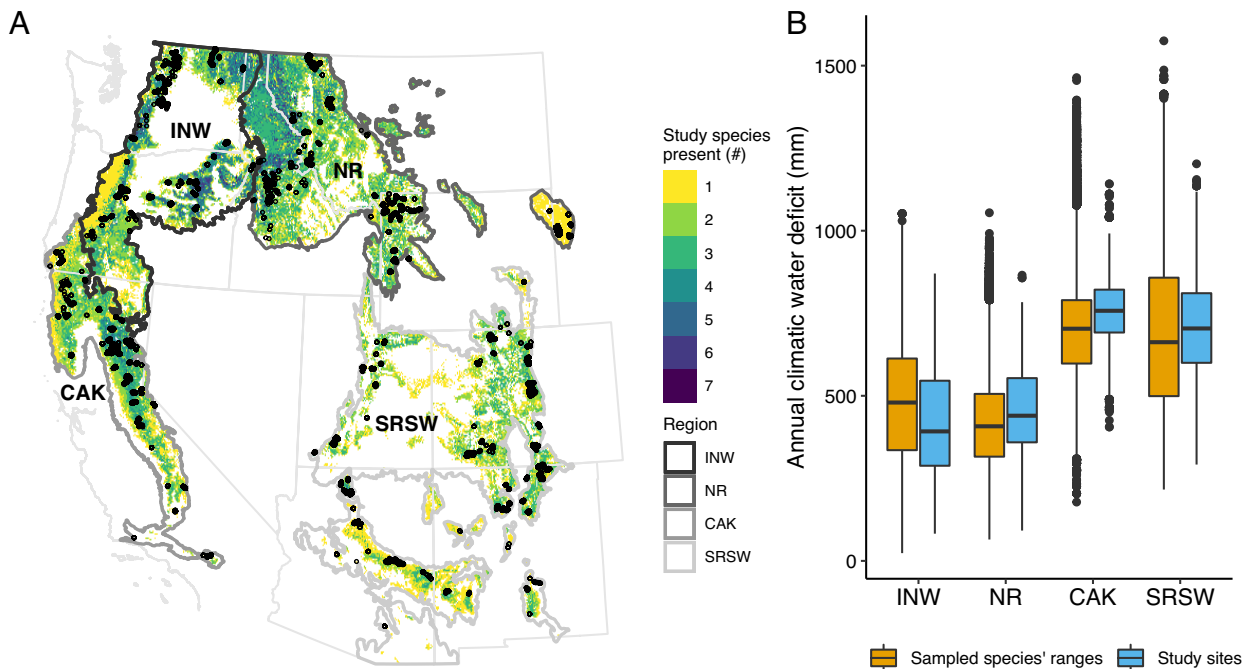 A
INW
NR
CAK
SRSW
Study species
present (#)
1
2
3
4
5
6
7
Region
INW
NR
CAK
SRSW
B
Annual climatic water deficit (mm)
1500
1000
500
0
INW NR CAK SRSW
Sampled species' ranges Study sites